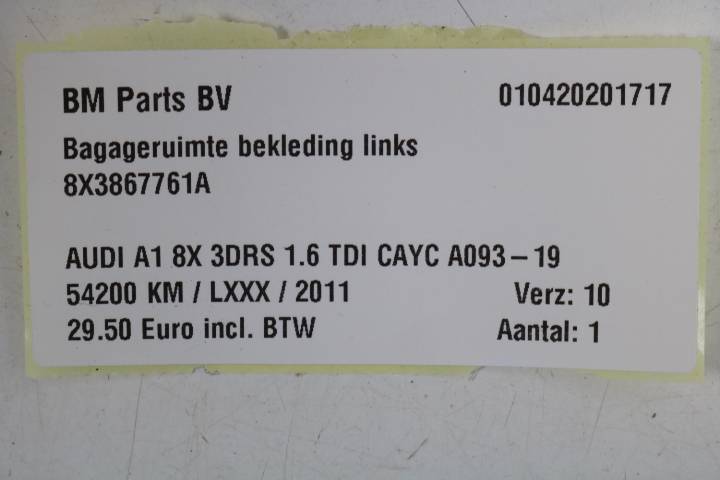 BM Parts BV 010420201717
Bagageruimte bekleding links
8X3867761A
AUDI A1 8X 3DRS 1.6 TDI CAYC A093-19
54200 KM / LXXX / 2011 Verz: 10
29.50 Euro incl. BTW Aantal: 1